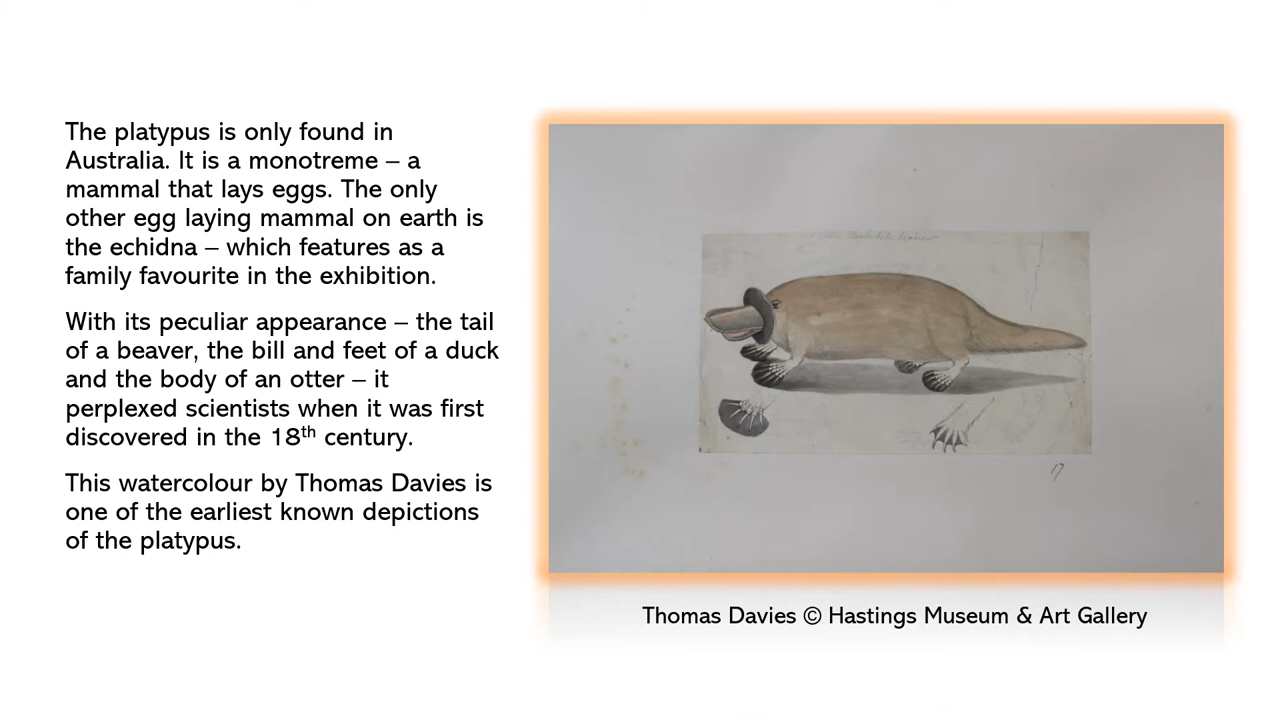 The platypus is only found in
Australia. It is a monotreme – a
mammal that lays eggs. The only
other egg laying mammal on earth is
the echidna – which features as a
family favourite in the exhibition.
With its peculiar appearance – the tail
of a beaver, the bill and feet of a duck
and the body of an otter – it
perplexed scientists when it was first
discovered in the 18th century.
This watercolour by Thomas Davies is
one of the earliest known depictions
of the platypus.
17
Thomas Davies © Hastings Museum & Art Gallery